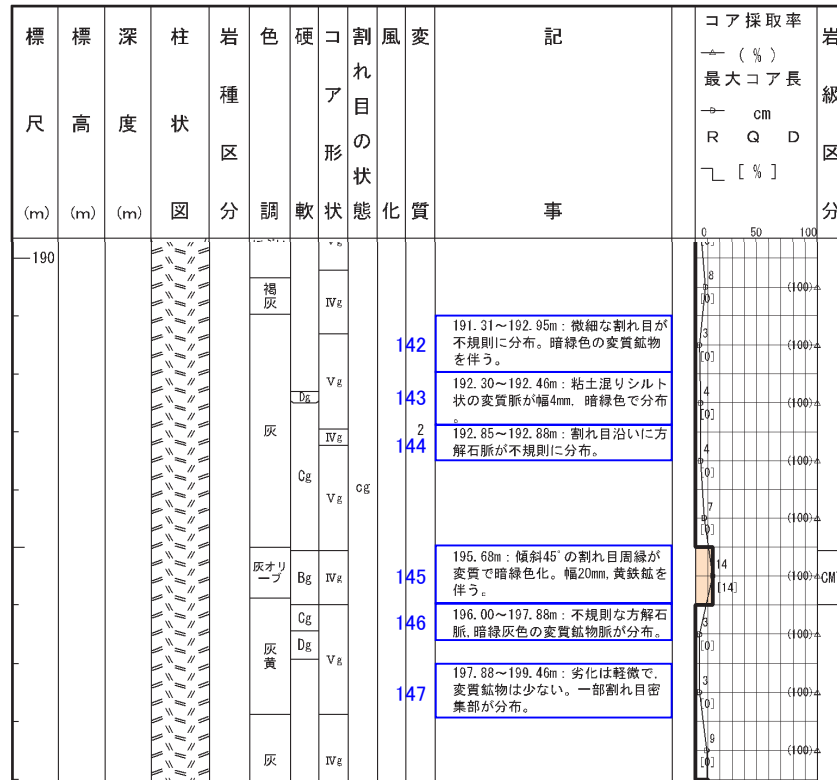 標尺(m)
標高(m)
深度(m)
柱状図
岩種区分
色調
硬軟
コア形状
割れ目の状態
風化
変質
記事
コア採取率
(%)
最大コア長
cm
R Q D
[%]
岩級区分
0 50 100
190
褐灰
灰
灰オリーブ
灰黄
灰
Dg
Cg
Bg
Cg
Dg
Ⅳg
Ⅴg
Ⅳg
Ⅴg
Ⅳg
Ⅴg
Ⅳg
cg
2
142
191.31~192.95m:微細な割れ目が
不規則に分布。暗緑色の変質鉱物
を伴う。
143
192.30~192.46m:粘土混りシルト
状の変質脈が幅4mm、暗緑色で分布
。
144
192.85~192.88m:割れ目沿いに方
解石脈が不規則に分布。
145
195.68m:傾斜45°の割れ目周縁が
変質で暗緑色化。幅20mm,黄鉄鉱を
伴う。
146
196.00~197.88m:不規則な方解石
脈,暗緑灰色の変質鉱物脈が分布。
147
197.88~199.46m:劣化は軽微で,
変質鉱物は少ない。一部割れ目密
集部が分布。
8
[0]
(100)
3
[0]
(100)
4
[0]
(100)
4
[0]
(100)
7
[0]
(100)
14
[14]
(100)
3
[0]
(100)
3
[0]
(100)
9
[0]
(100)
CM